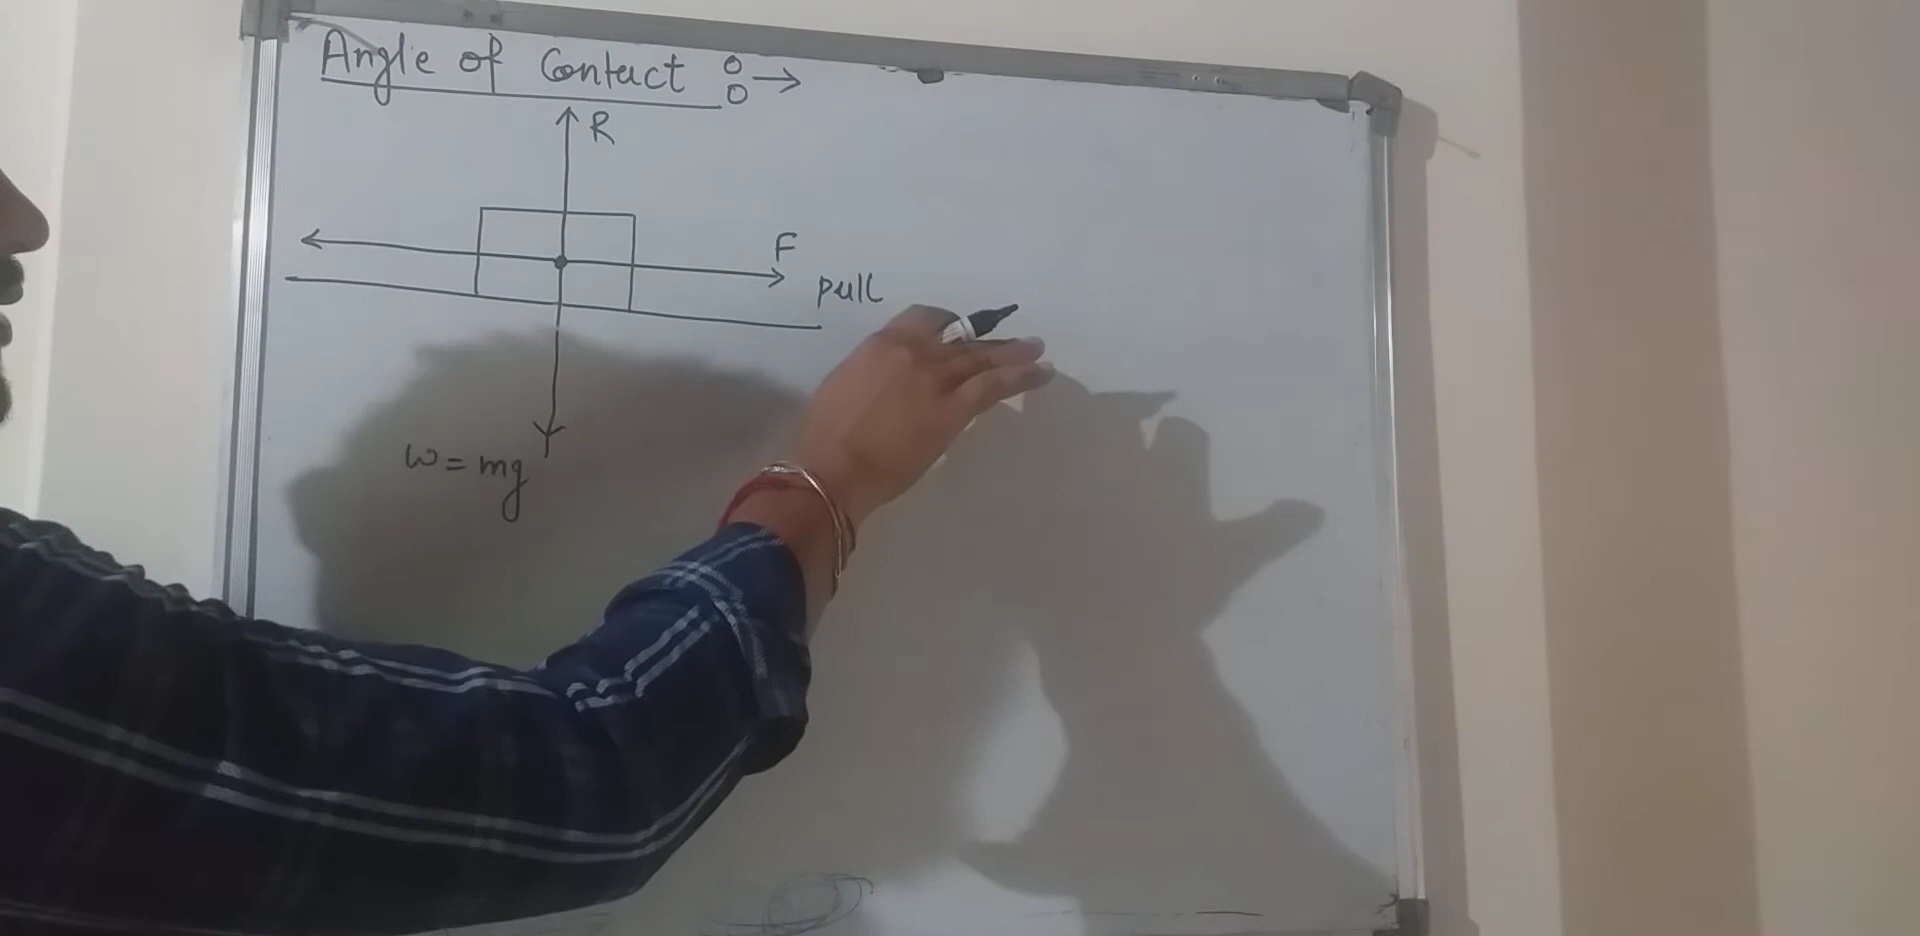 Angle of Contact :→
R
F
pull
w = mg